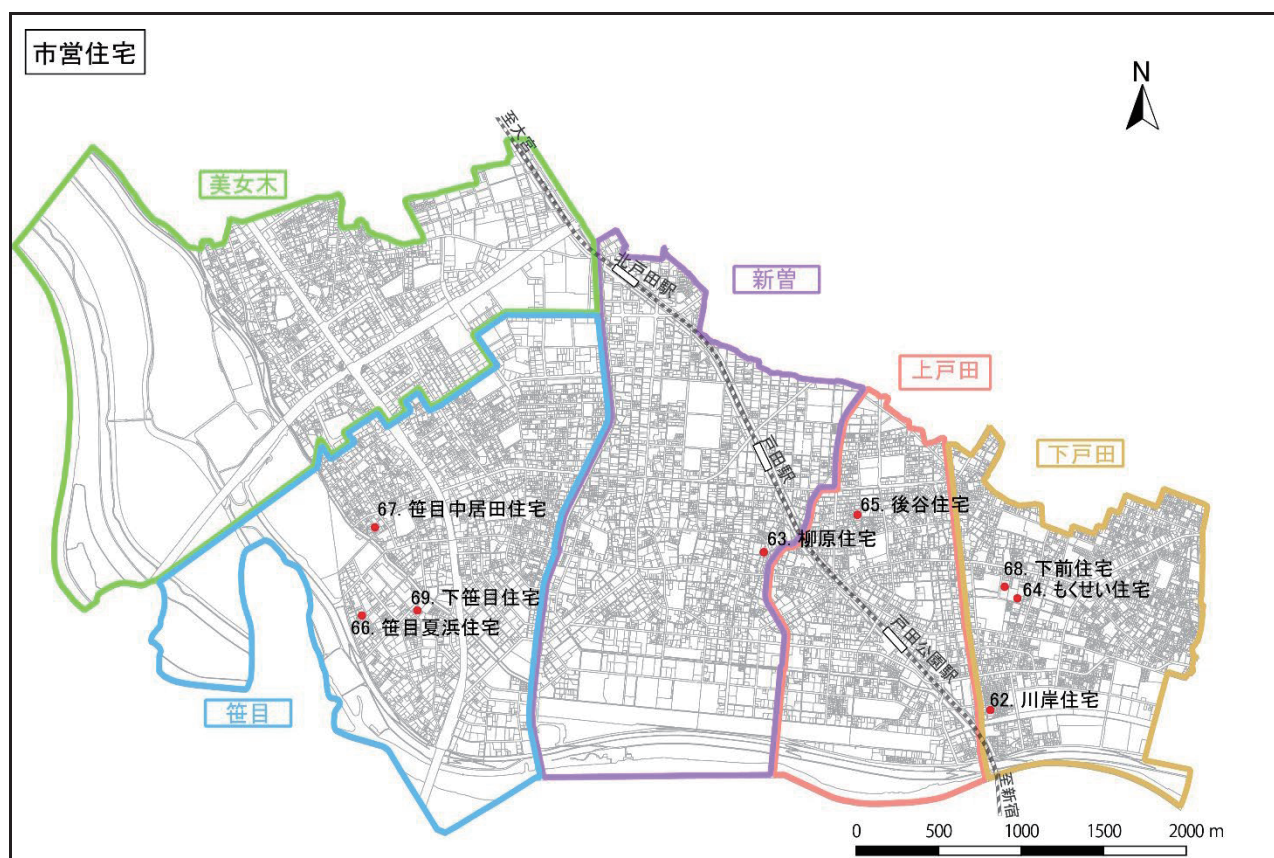 市営住宅
N
至大宮
美女木
北戸田駅
新曽
上戸田
戸田駅
下戸田
65. 後谷住宅
67. 笹目中居田住宅
63. 柳原住宅
68. 下前住宅
64. もくせい住宅
69. 下笹目住宅
66. 笹目夏浜住宅
戸田公園駅
62. 川岸住宅
笹目
至新宿
0 500 1000 1500 2000 m